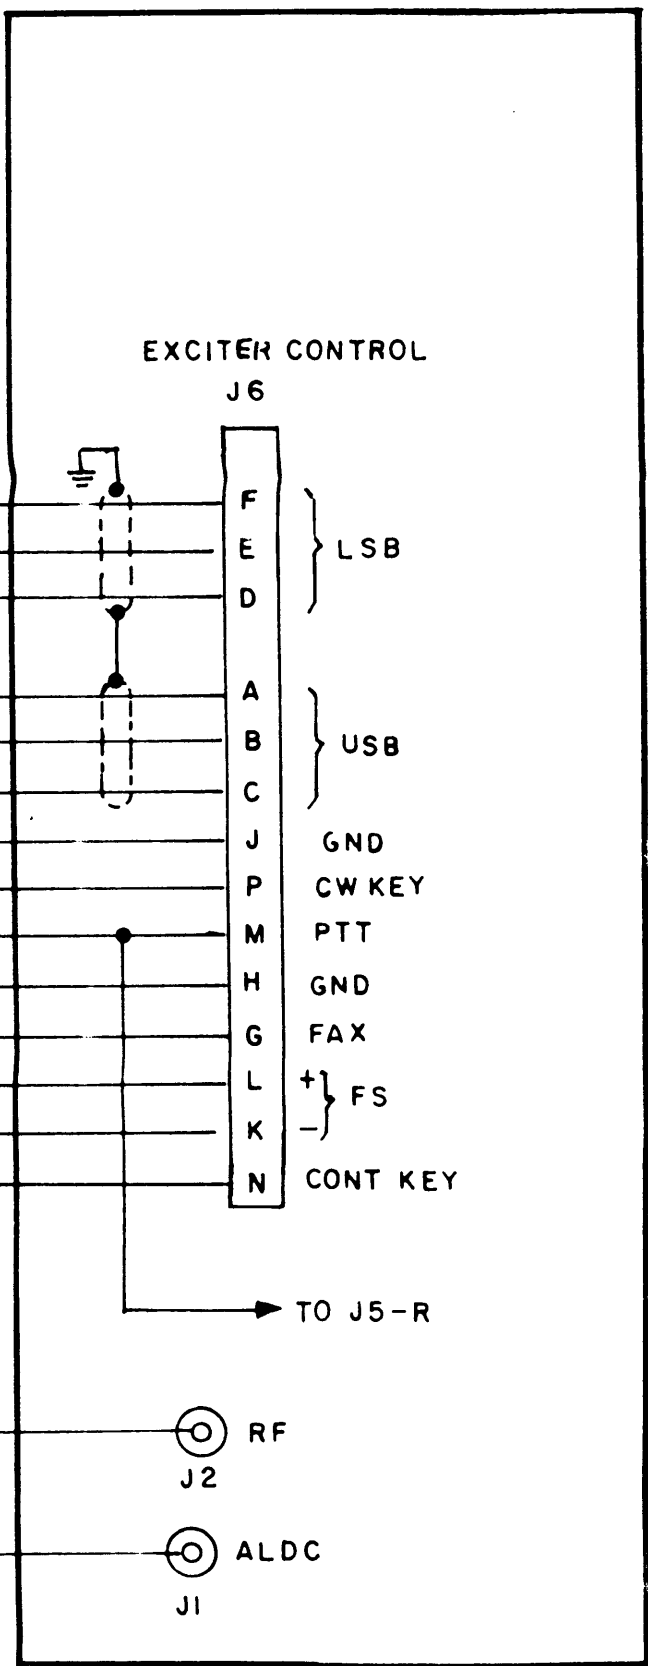 EXCITER CONTROL
J6
F
E LSB
D
A
B USB
C
J GND
P CW KEY
M PTT
H GND
G FAX
L +
FS
K -
N CONT KEY
TO J5-R
RF
J2
ALDC
J1